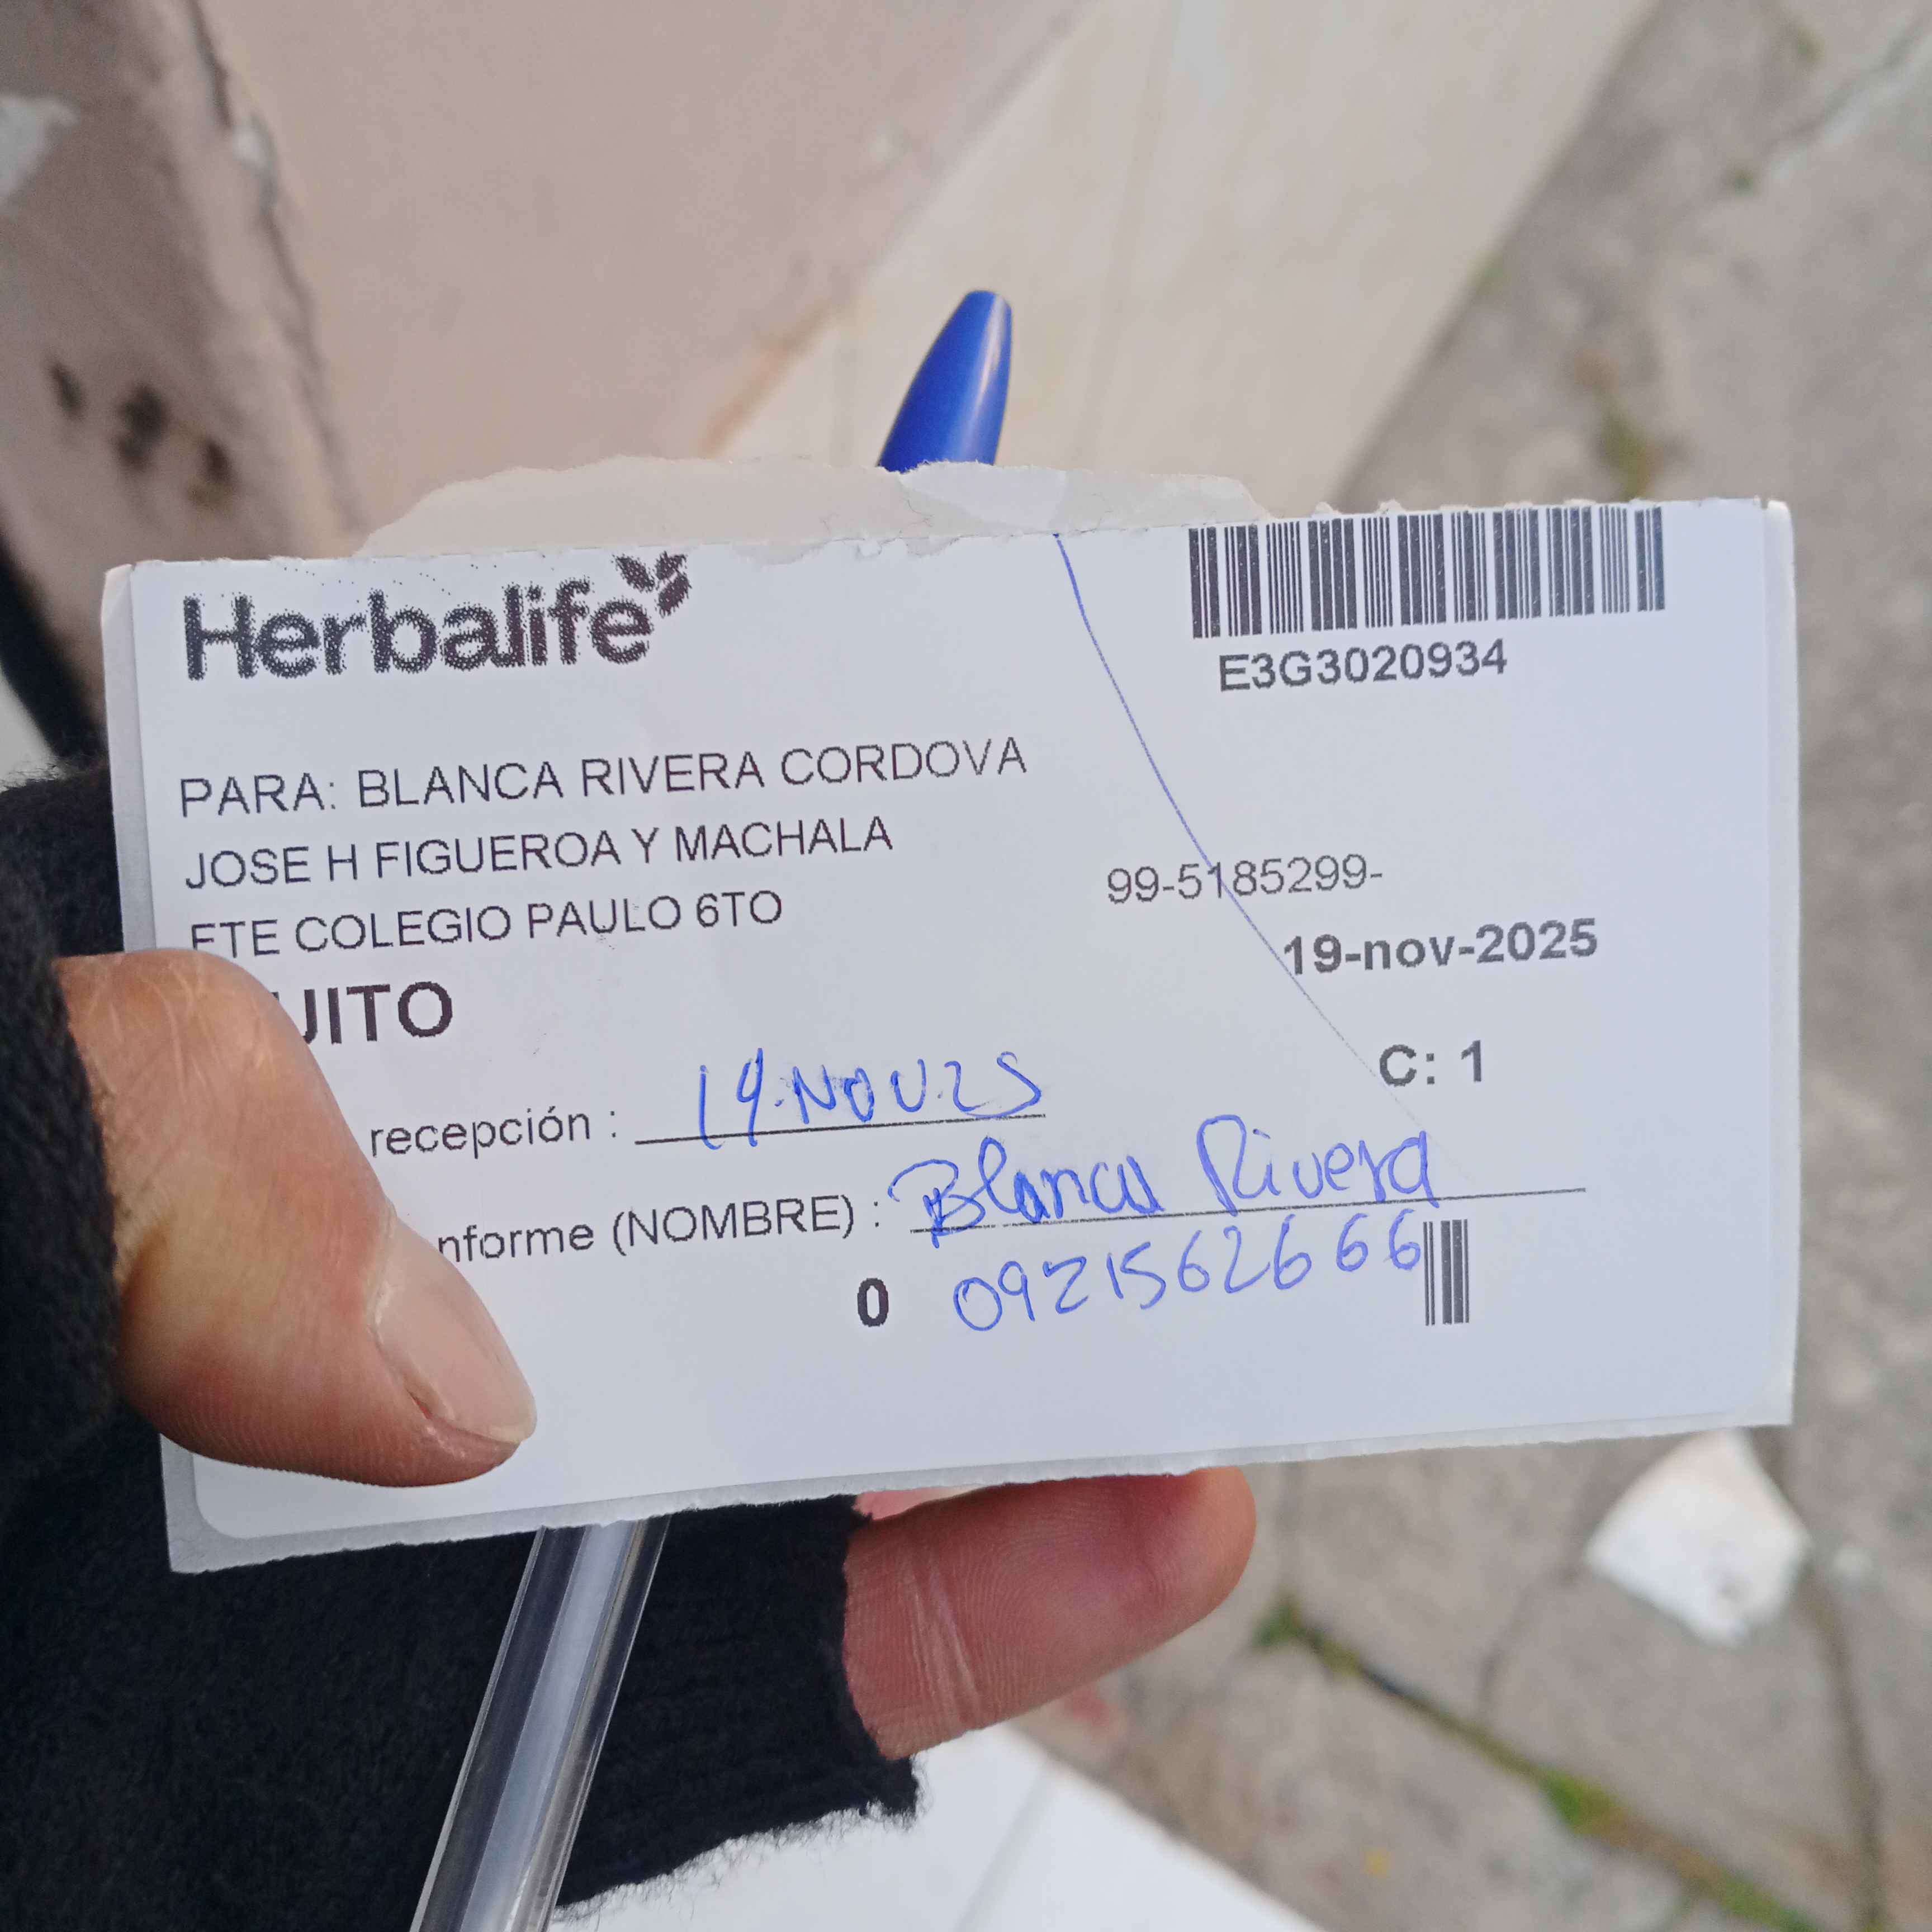 Herbalife
E3G3020934
PARA: BLANCA RIVERA CORDOVA
JOSE H FIGUEROA Y MACHALA
FTE COLEGIO PAULO 6TO
99-5185299-
19-nov-2025
UITO
C: 1
recepción : 19.NOV.25
nforme (NOMBRE) : Blanca Rivera
0 0921562666